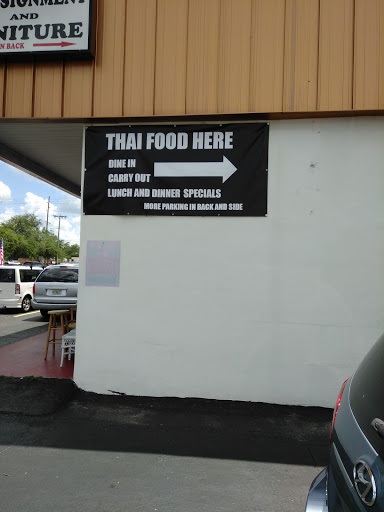 AND
NITURE
N BACK
THAI FOOD HERE
DINE IN
CARRY OUT
LUNCH AND DINNER SPECIALS
MORE PARKING IN BACK AND SIDE